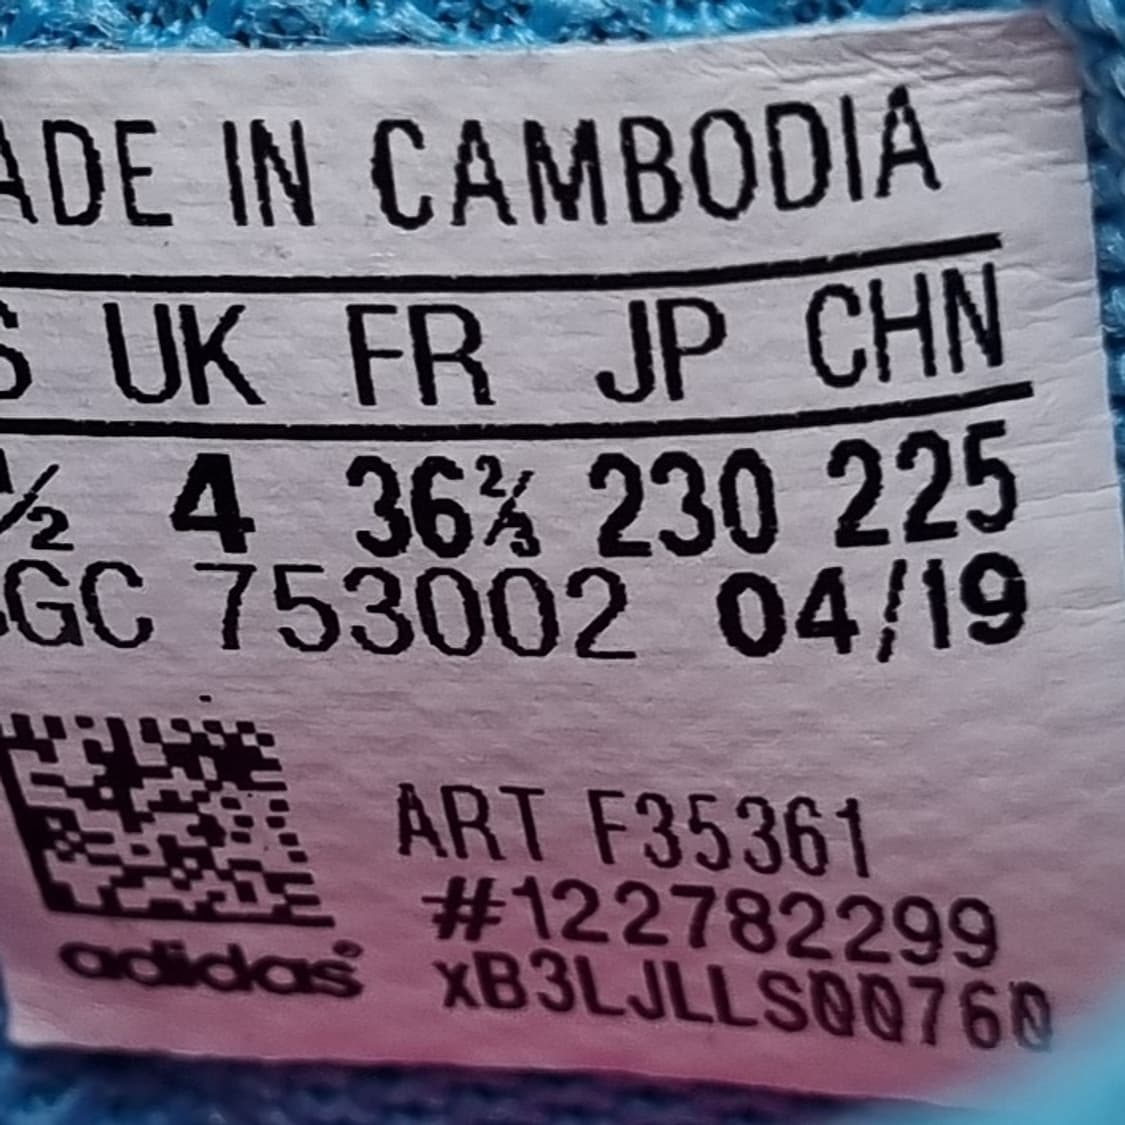 ADE IN CAMBODIA
S UK FR JP CHN
½ 4 36⅔ 230 225
GC 753002 04/19
ART F35361
#122782299
adidas
xB3LJLLS00760